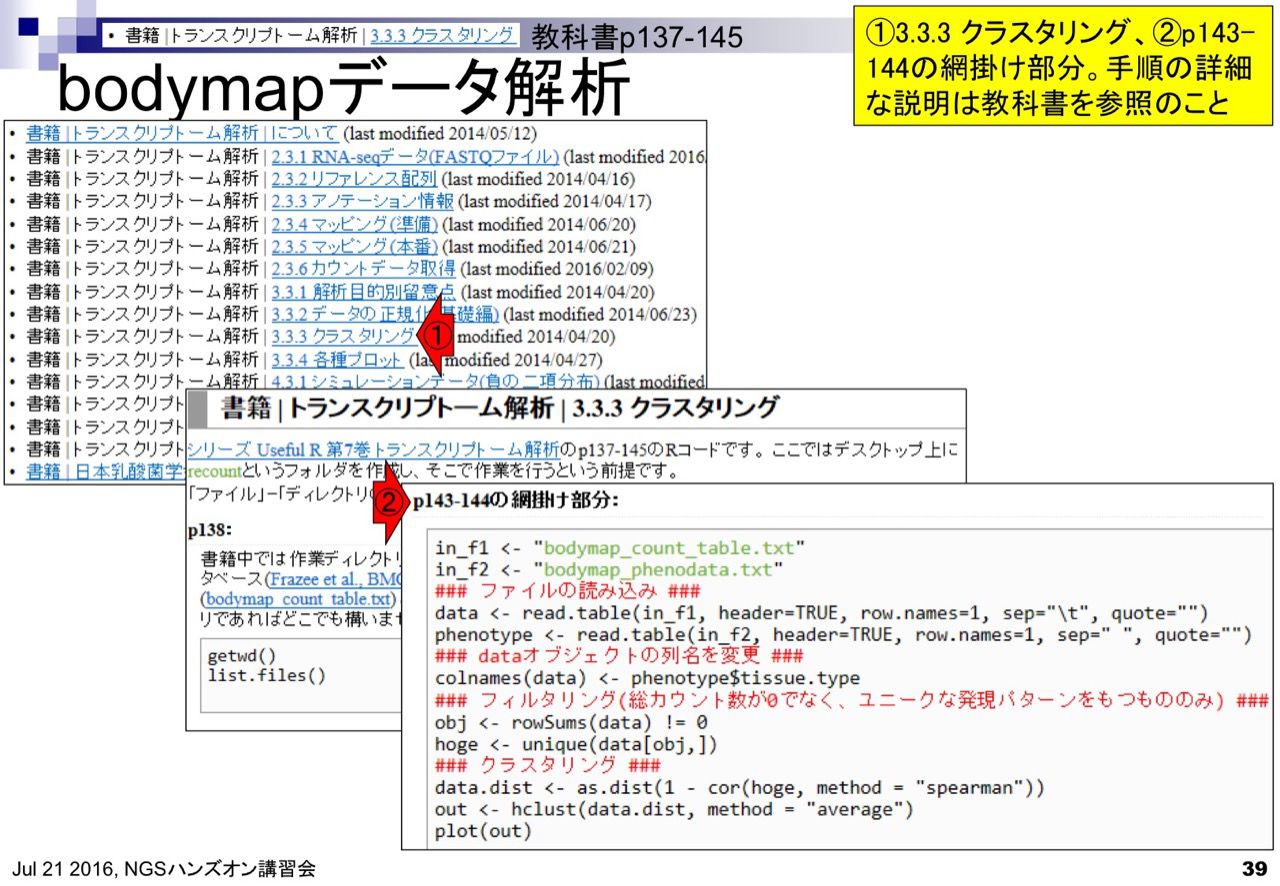 • 書籍 | トランスクリプトーム解析 | 3.3.3 クラスタリング 教科書p137-145
bodymapデータ解析
①3.3.3 クラスタリング、②p143-
144の網掛け部分。手順の詳細
な説明は教科書を参照のこと
• 書籍 | トランスクリプトーム解析 | について (last modified 2014/05/12)
• 書籍 | トランスクリプトーム解析 | 2.3.1 RNA-seqデータ(FASTQファイル) (last modified 2016
• 書籍 | トランスクリプトーム解析 | 2.3.2 リファレンス配列 (last modified 2014/04/16)
• 書籍 | トランスクリプトーム解析 | 2.3.3 アノテーション情報 (last modified 2014/04/17)
• 書籍 | トランスクリプトーム解析 | 2.3.4 マッピング(準備) (last modified 2014/06/20)
• 書籍 | トランスクリプトーム解析 | 2.3.5 マッピング(本番) (last modified 2014/06/21)
• 書籍 | トランスクリプトーム解析 | 2.3.6 カウントデータ取得 (last modified 2016/02/09)
• 書籍 | トランスクリプトーム解析 | 3.3.1 解析目的別留意点 (last modified 2014/04/20)
• 書籍 | トランスクリプトーム解析 | 3.3.2 データの正規化 基礎編) (last modified 2014/06/23)
• 書籍 | トランスクリプトーム解析 | 3.3.3 クラスタリング ① modified 2014/04/20)
• 書籍 | トランスクリプトーム解析 | 3.3.4 各種プロット (las modified 2014/04/27)
• 書籍 | トランスクリプトーム解析 | 4.3.1 シミュレーションデータ(負の二項分布) (last modified
• 書籍 | トランスクリプト
• 書籍 | トランスクリプト
• 書籍 | トランスクリプト
• 書籍 | 日本乳酸菌学
書籍 | トランスクリプトーム解析 | 3.3.3 クラスタリング
シリーズ Useful R 第7巻 トランスクリプトーム解析のp137-145のRコードです。ここではデスクトップ上に
recountというフォルダを作成し、そこで作業を行うという前提です。
「ファイル」−「ディレクトリの
p138:
書籍中では作業ディレクトリ
タベース(Frazee et al., BMC
(bodymap_count_table.txt)
リであればどこでも構いませ
getwd()
list.files()
②
p143-144の網掛け部分:
in_f1 <- "bodymap_count_table.txt"
in_f2 <- "bodymap_phenodata.txt"
### ファイルの読み込み ###
data <- read.table(in_f1, header=TRUE, row.names=1, sep="\t", quote="")
phenotype <- read.table(in_f2, header=TRUE, row.names=1, sep=" ", quote="")
### dataオブジェクトの列名を変更 ###
colnames(data) <- phenotype$tissue.type
### フィルタリング(総カウント数が0でなく、ユニークな発現パターンをもつもののみ) ###
obj <- rowSums(data) != 0
hoge <- unique(data[obj,])
### クラスタリング ###
data.dist <- as.dist(1 - cor(hoge, method = "spearman"))
out <- hclust(data.dist, method = "average")
plot(out)
Jul 21 2016, NGSハンズオン講習会
39